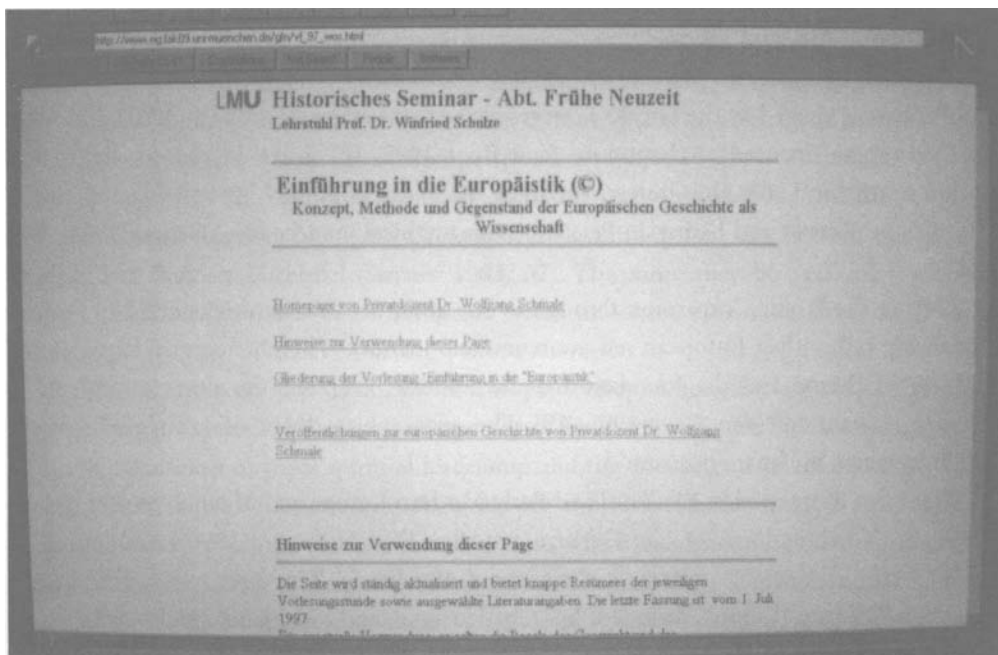 LMU Historisches Seminar - Abt. Frühe Neuzeit
Lehrstuhl Prof. Dr. Winfried Schulze
Einführung in die Europäistik (©)
Konzept, Methode und Gegenstand der Europäischen Geschichte als
Wissenschaft
Homepage von Privatdozent Dr. Wolfgang Schmale
Hinweise zur Verwendung dieser Page
Gliederung der Vorlesung "Einführung in die "Europäistik"
Veröffentlichungen zur europäischen Geschichte von Privatdozent Dr. Wolfgang
Schmale
Hinweise zur Verwendung dieser Page
Die Seite wird ständig aktualisiert und bietet knappe Resümees der jeweiligen
Vorlesungsstunde sowie ausgewählte Literaturangaben. Die letzte Fassung ist vom 1. Juli
1997